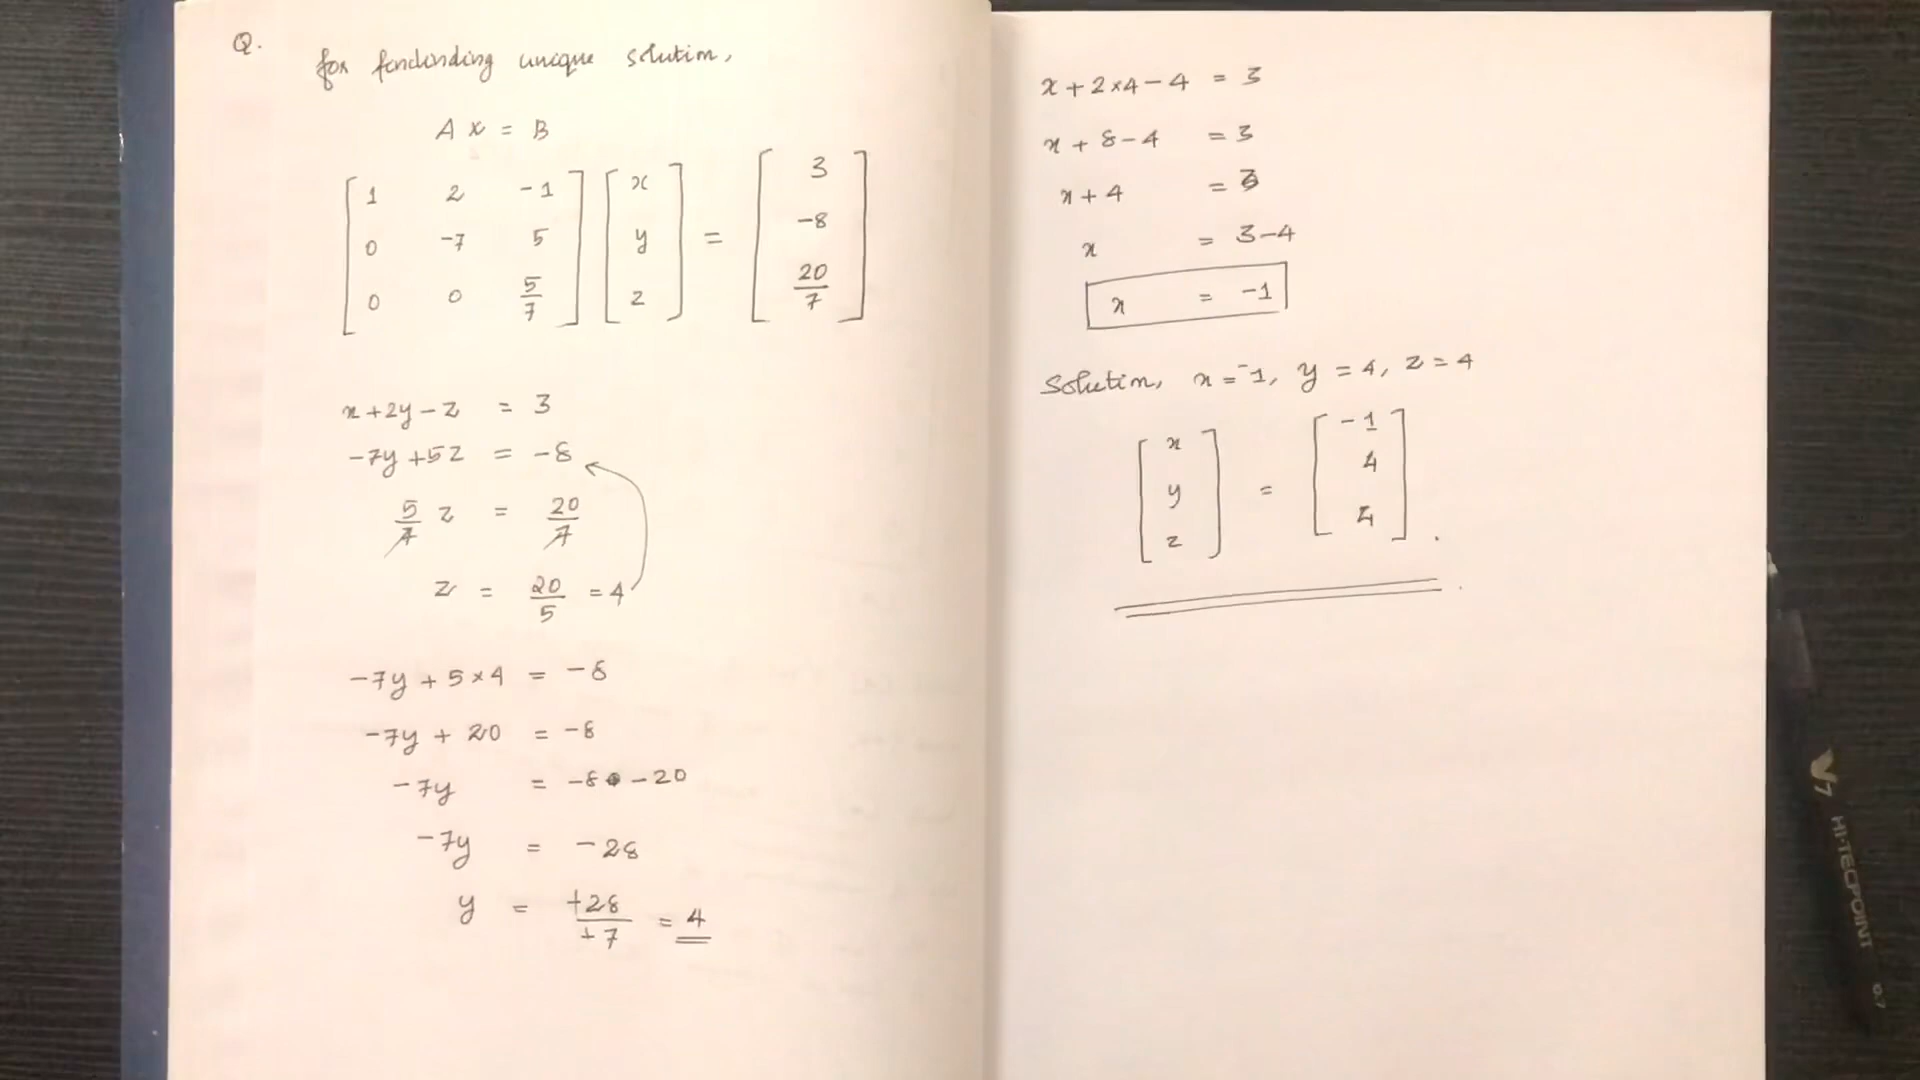 Q.
for fendinding unique solution,
A x = B
[ 1 2 -1 ] [ x ] = [ 3 ]
[ 0 -7 5 ] [ y ] [ -8 ]
[ 0 0 5/7 ] [ z ] [ 20/7 ]
x + 2y - z = 3
-7y + 5z = -8
5/7 z = 20/7
z = 20/5 = 4
-7y + 5 × 4 = -8
-7y + 20 = -8
-7y = -8 - 20
-7y = -28
y = +28/+7 = 4
x + 2 × 4 - 4 = 3
x + 8 - 4 = 3
x + 4 = 3
x = 3 - 4
x = -1
Solution, x = -1, y = 4, z = 4
[ x ] [ -1 ]
[ y ] = [ 4 ]
[ z ] [ 4 ] .
V7 HI-TECPOINT 0.7